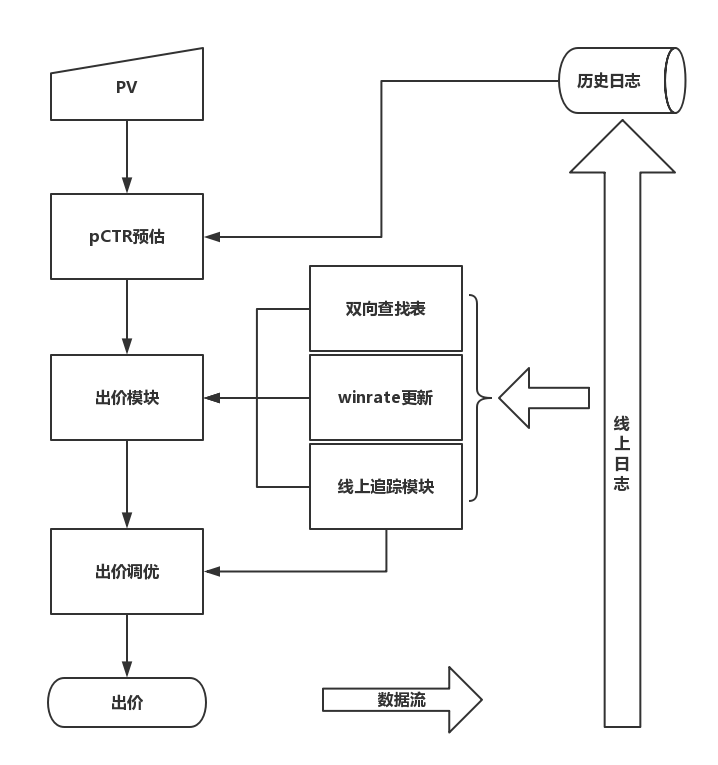 PV
历史日志
pCTR预估
双向查找表
出价模块
winrate更新
线上日志
线上追踪模块
出价调优
出价
数据流